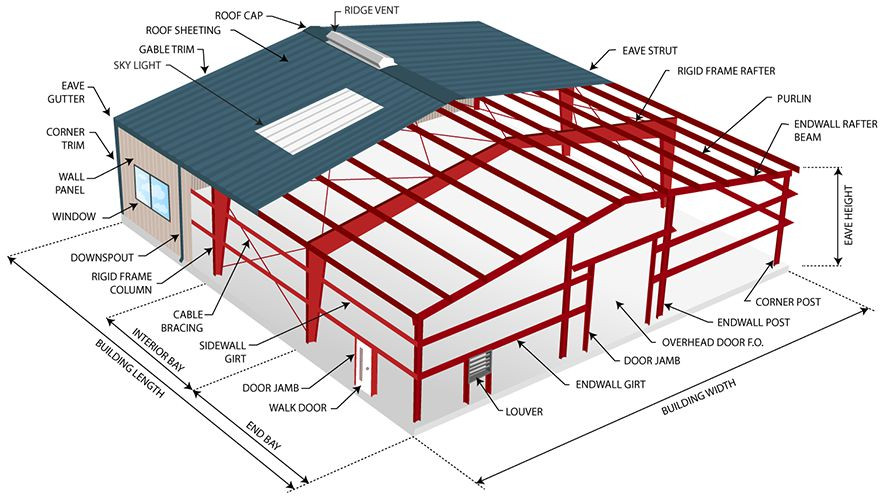 ROOF CAP
RIDGE VENT
ROOF SHEETING
GABLE TRIM
SKY LIGHT
EAVE
GUTTER
CORNER
TRIM
WALL
PANEL
WINDOW
DOWNSPOUT
RIGID FRAME
COLUMN
CABLE
BRACING
SIDEWALL
GIRT
DOOR JAMB
WALK DOOR
INTERIOR BAY
BUILDING LENGTH
END BAY
EAVE STRUT
RIGID FRAME RAFTER
PURLIN
ENDWALL RAFTER
BEAM
EAVE HEIGHT
CORNER POST
ENDWALL POST
OVERHEAD DOOR F.O.
DOOR JAMB
ENDWALL GIRT
LOUVER
BUILDING WIDTH